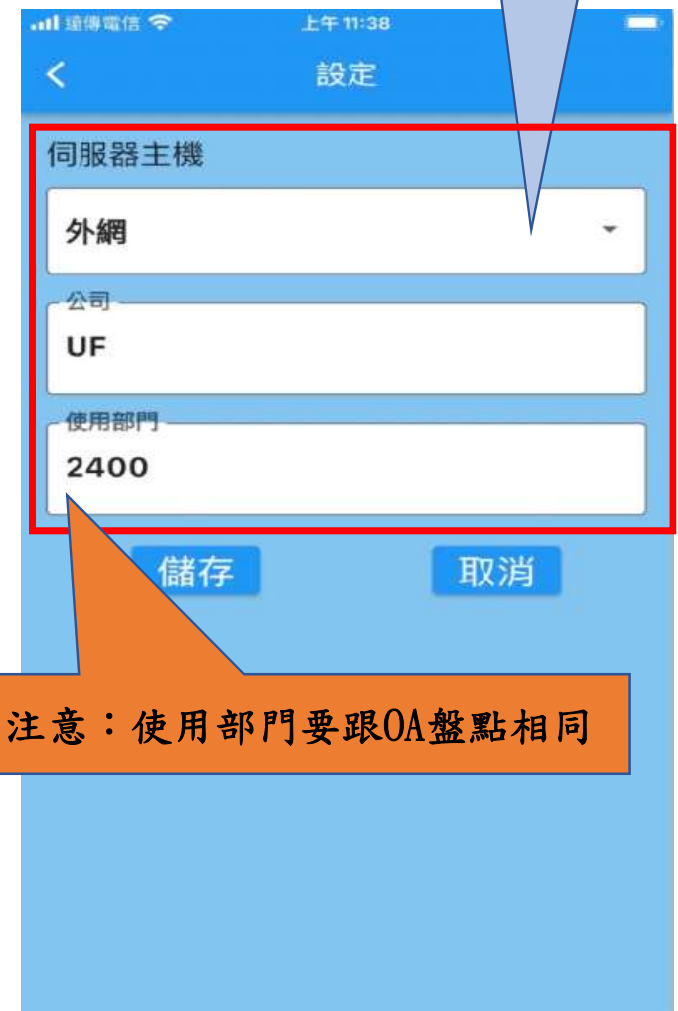 遠傳電信
上午 11:38
設定
伺服器主機
外網
公司
UF
使用部門
2400
儲存
取消
注意：使用部門要跟OA盤點相同